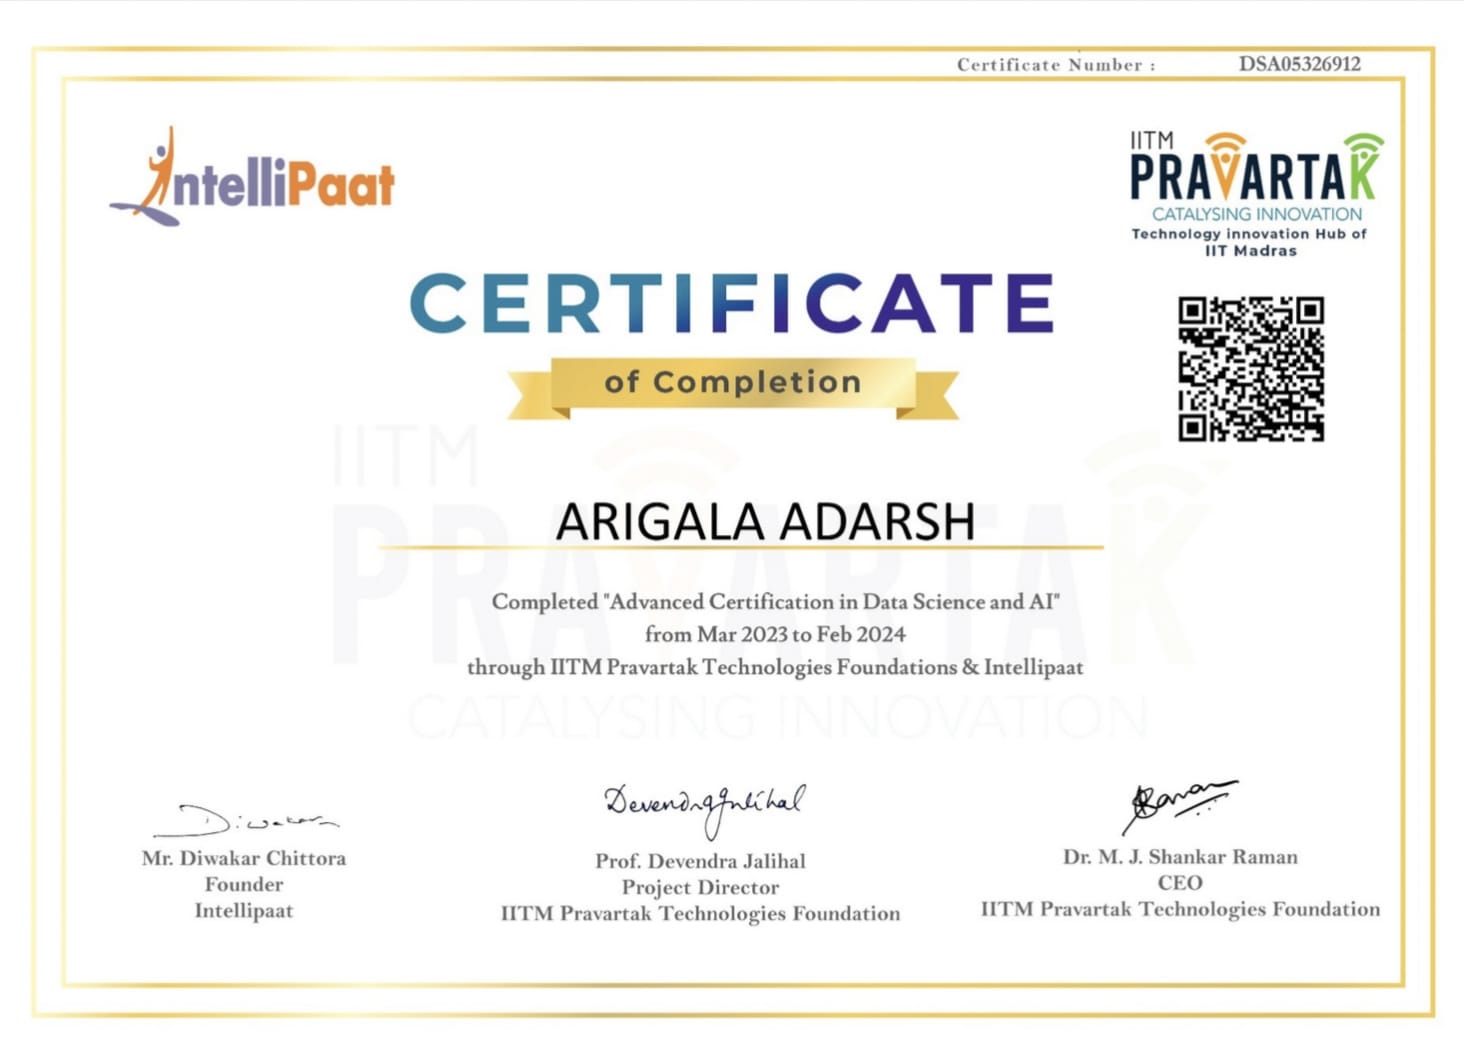 Certificate Number : DSA05326912
IntelliPaat
IITM
PRAVARTAK
CATALYSING INNOVATION
Technology innovation Hub of
IIT Madras
CERTIFICATE
of Completion
IITM
PRAVARTAK
CATALYSING INNOVATION
ARIGALA ADARSH
Completed "Advanced Certification in Data Science and AI"
from Mar 2023 to Feb 2024
through IITM Pravartak Technologies Foundations & Intellipaat
Diwakar
Mr. Diwakar Chittora
Founder
Intellipaat
Devendra Jalihal
Prof. Devendra Jalihal
Project Director
IITM Pravartak Technologies Foundation
Raman
Dr. M. J. Shankar Raman
CEO
IITM Pravartak Technologies Foundation